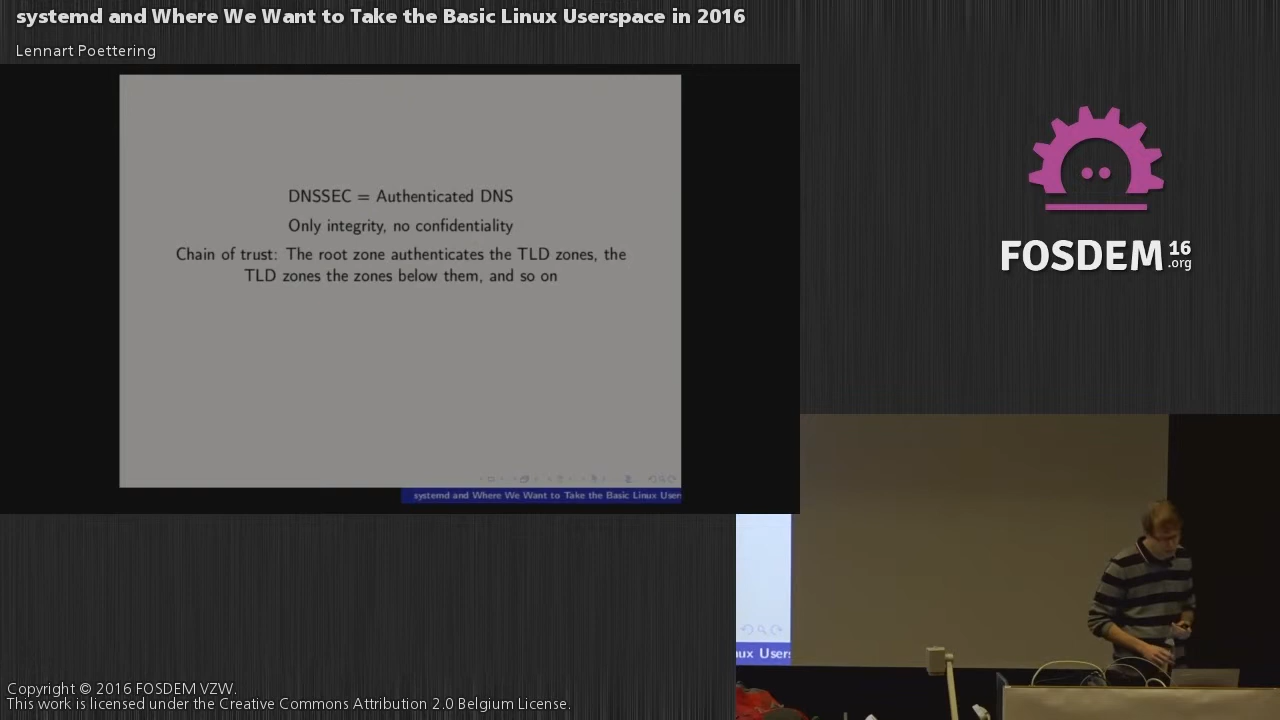 systemd and Where We Want to Take the Basic Linux Userspace in 2016
Lennart Poettering
DNSSEC = Authenticated DNS
Only integrity, no confidentiality
Chain of trust: The root zone authenticates the TLD zones, the
TLD zones the zones below them, and so on
systemd and Where We Want to Take the Basic Linux User
FOSDEM 16
.org
nux Users
Copyright © 2016 FOSDEM VZW.
This work is licensed under the Creative Commons Attribution 2.0 Belgium License.